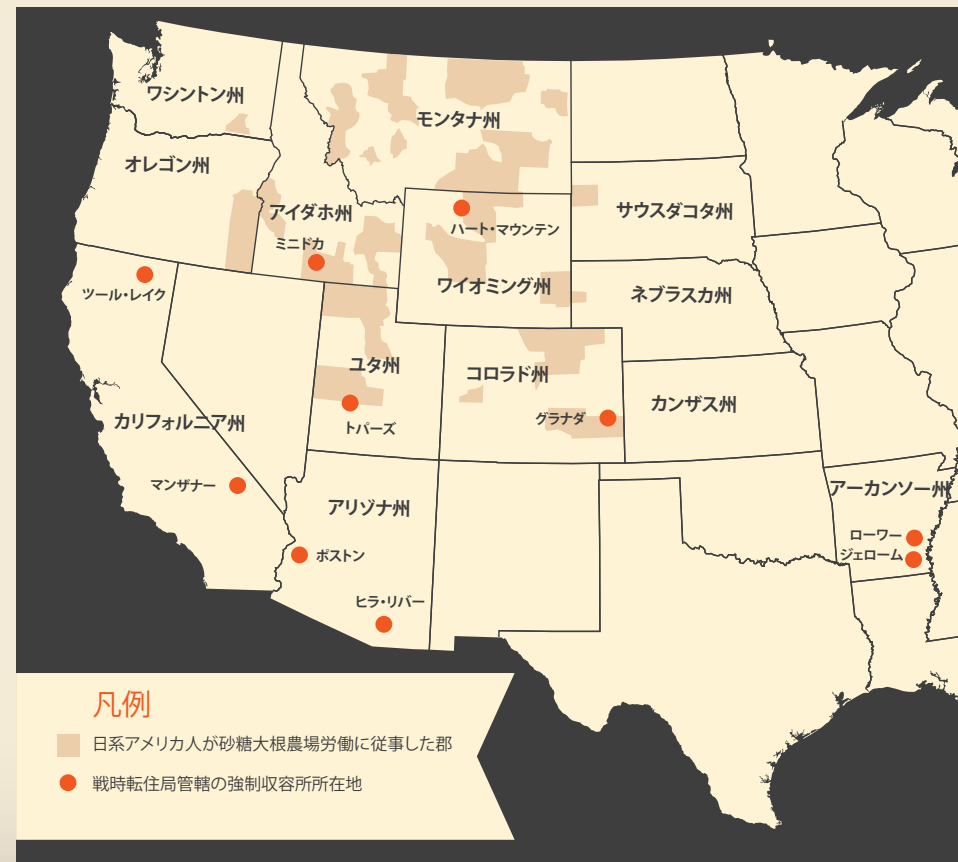 ワシントン州
モンタナ州
オレゴン州
アイダホ州
サウスダコタ州
ミニドカ
ハート・マウンテン
ツール・レイク
ワイオミング州
ネブラスカ州
ユタ州
コロラド州
カンザス州
グラナダ
カリフォルニア州
トパーズ
マンザナー
アリゾナ州
アーカンソー州
ローワー
ジェローム
ポストン
ヒラ・リバー
凡例
日系アメリカ人が砂糖大根農場労働に従事した郡
戦時転住局管轄の強制収容所所在地